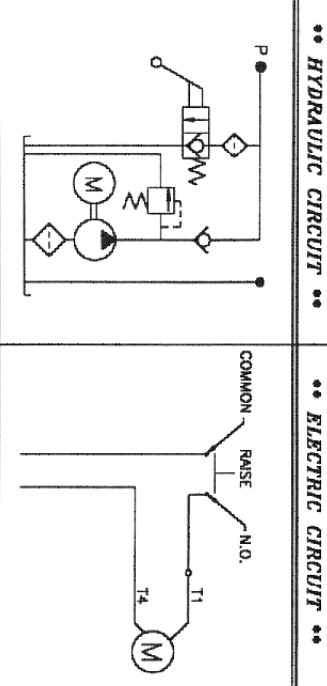 ** HYDRAULIC CIRCUIT **
P
M
** ELECTRIC CIRCUIT **
COMMON
RAISE
N.O.
T1
T4
M